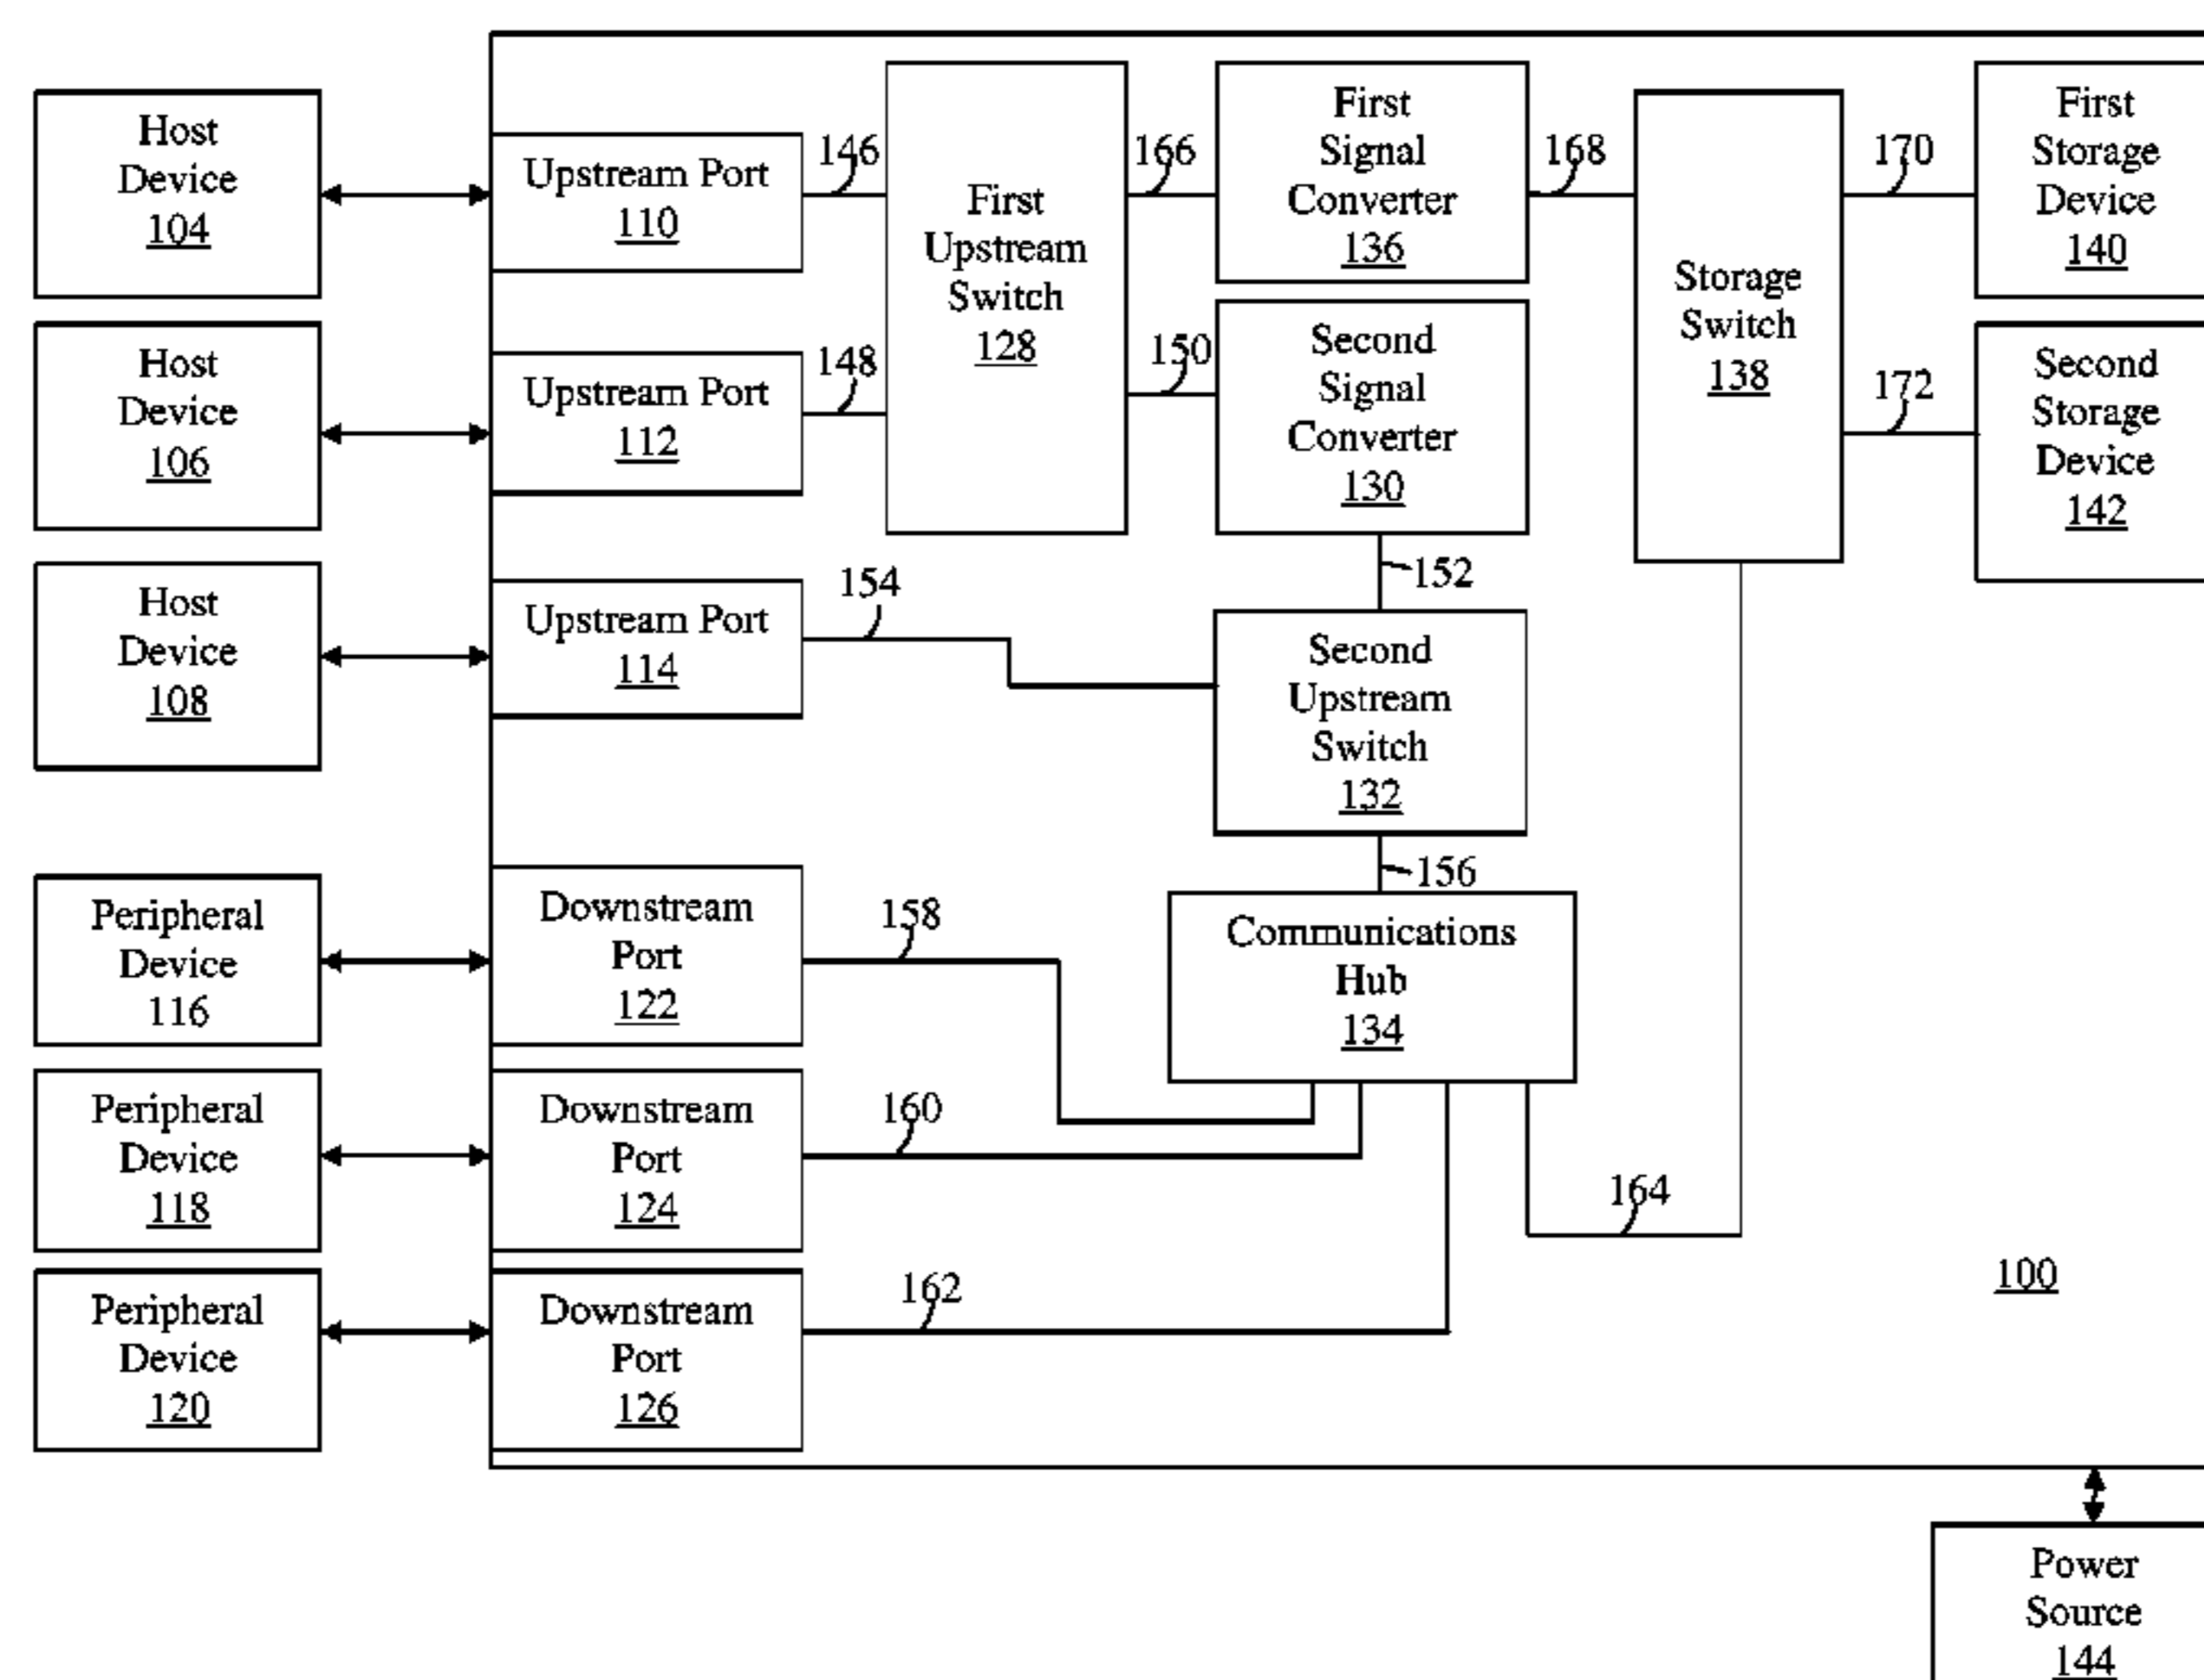 Host
Device
104
Upstream Port
110
146
First
Upstream
Switch
128
166
First
Signal
Converter
136
168
Storage
Switch
138
170
First
Storage
Device
140
Host
Device
106
Upstream Port
112
148
150
Second
Signal
Converter
130
172
Second
Storage
Device
142
152
Host
Device
108
Upstream Port
114
154
Second
Upstream
Switch
132
156
Peripheral
Device
116
Downstream
Port
122
158
Communications
Hub
134
Peripheral
Device
118
Downstream
Port
124
160
164
Peripheral
Device
120
Downstream
Port
126
162
100
Power
Source
144